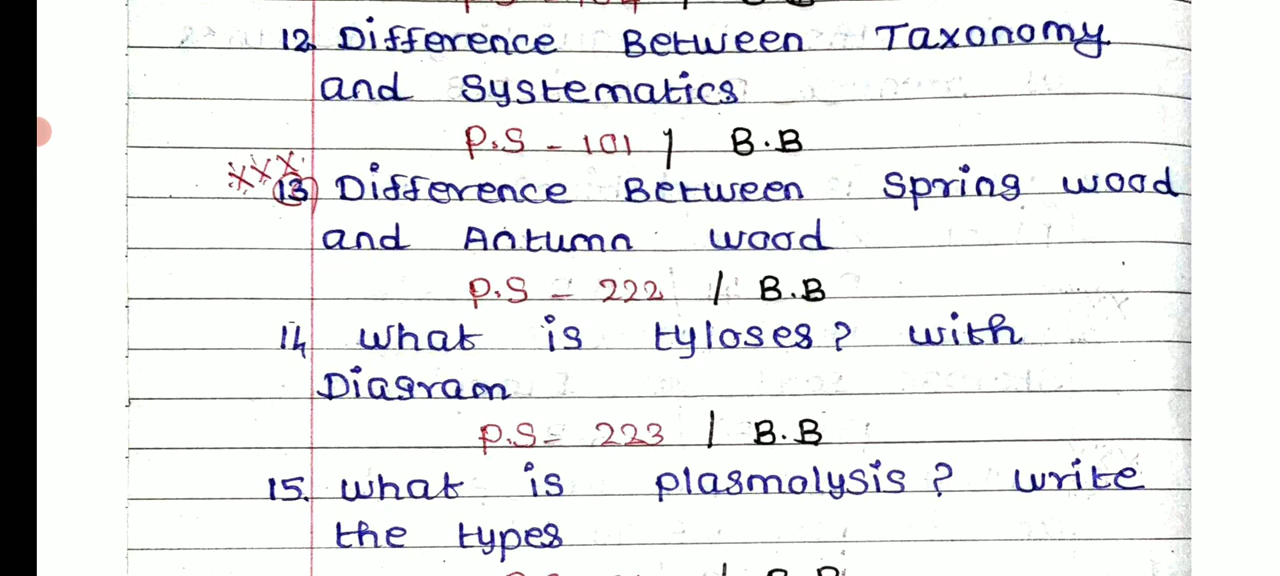 12. Difference Between Taxonomy
and Systematics
P.S - 101 / B.B
xxx
13 Difference Between Spring wood
and Antumn wood
P.S - 222 / B.B
14 What is tyloses? with
Diagram
P.S - 223 / B.B
15. What is plasmolysis? write
the types